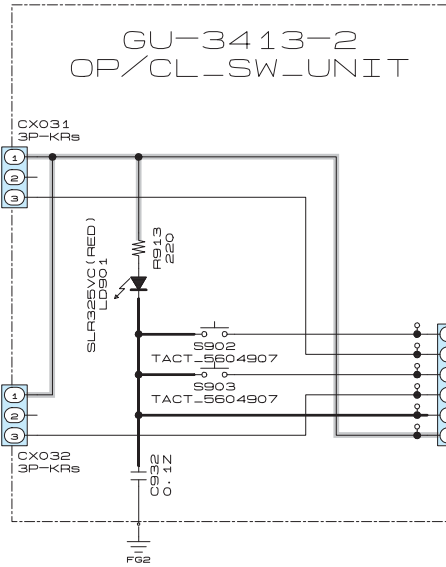 GU-3413-2
OP/CL_SW_UNIT
CX031
3P-KRs
1
2
3
R913
220
SLR325VC(RED)
LD901
S902
TACT_5604907
S903
TACT_5604907
1
2
3
CX032
3P-KRs
C932
0.1Z
FG2